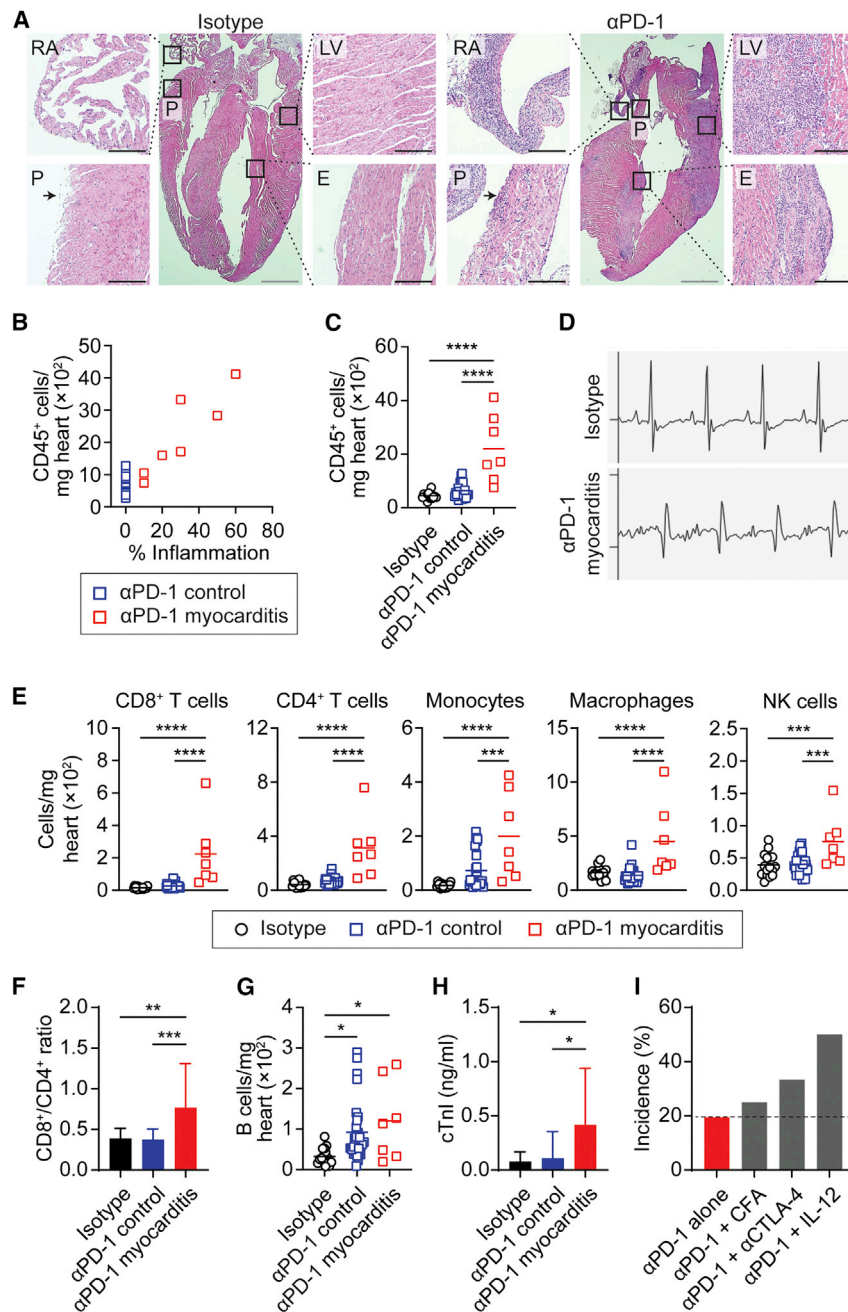 A
Isotype
αPD-1
RA
LV
RA
LV
P
P
P
E
P
P
E
B
CD45⁺ cells/
mg heart (×10²)
50
40
30
20
10
0
0 20 40 60 80
% Inflammation
αPD-1 control
αPD-1 myocarditis
C
CD45⁺ cells/
mg heart (×10²)
60
40
20
0
****
****
Isotype
αPD-1 control
αPD-1 myocarditis
D
Isotype
αPD-1
myocarditis
E
Cells/mg
heart (×10²)
CD8⁺ T cells
10
8
6
4
2
0
****
****
CD4⁺ T cells
12
8
4
0
****
****
Monocytes
6
4
2
0
****
***
Macrophages
15
10
5
0
****
****
NK cells
2.5
2.0
1.5
1.0
0.5
0
***
***
Isotype αPD-1 control αPD-1 myocarditis
F
CD8⁺/CD4⁺ ratio
2.0
1.5
1.0
0.5
0.0
**
***
Isotype
αPD-1 control
αPD-1 myocarditis
G
B cells/mg
heart (×10²)
4
3
2
1
0
*
*
Isotype
αPD-1 control
αPD-1 myocarditis
H
cTnI (ng/ml)
1.5
1.0
0.5
0.0
*
*
Isotype
αPD-1 control
αPD-1 myocarditis
I
Incidence (%)
60
40
20
0
αPD-1 alone
αPD-1 + CFA
αPD-1 + αCTLA-4
αPD-1 + IL-12